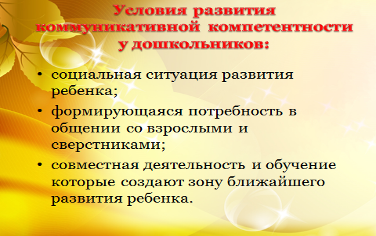 Условия развития
коммуникативной компетентности
у дошкольников:
• социальная ситуация развития
ребенка;
• формирующаяся потребность в
общении со взрослыми и
сверстниками;
• совместная деятельность и обучение
которые создают зону ближайшего
развития ребенка.